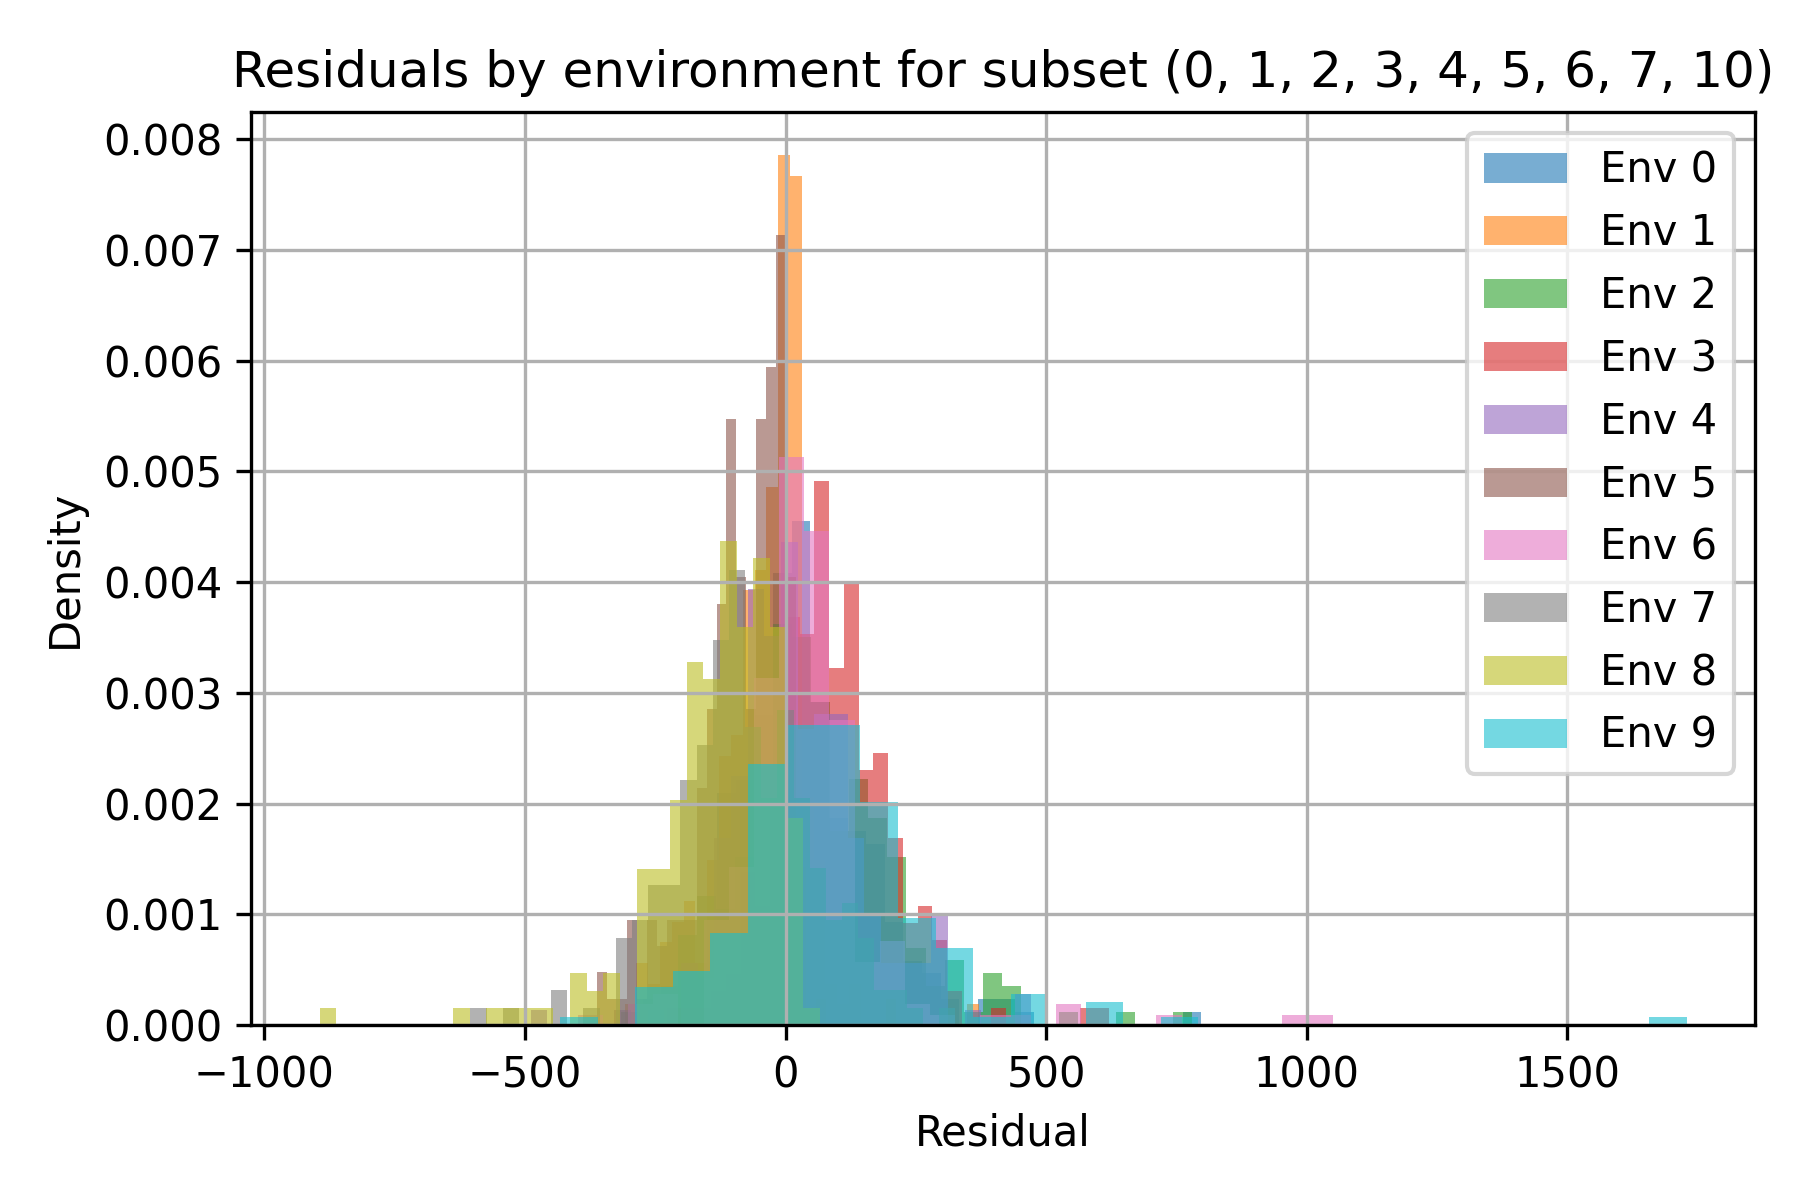 Residuals by environment for subset (0, 1, 2, 3, 4, 5, 6, 7, 10)
0.008
0.007
0.006
0.005
0.004
0.003
0.002
0.001
0.000
Density
−1000
−500
0
500
1000
1500
Residual
Env 0
Env 1
Env 2
Env 3
Env 4
Env 5
Env 6
Env 7
Env 8
Env 9